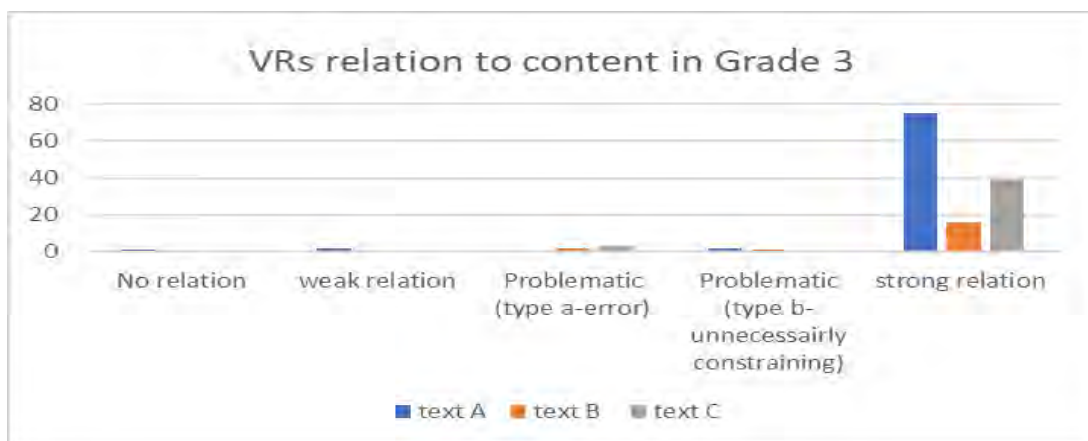 VRs relation to content in Grade 3
80
60
40
20
0
No relation
weak relation
Problematic
(type a-error)
Problematic
(type b-
unnecessairly
constraining)
strong relation
text A
text B
text C